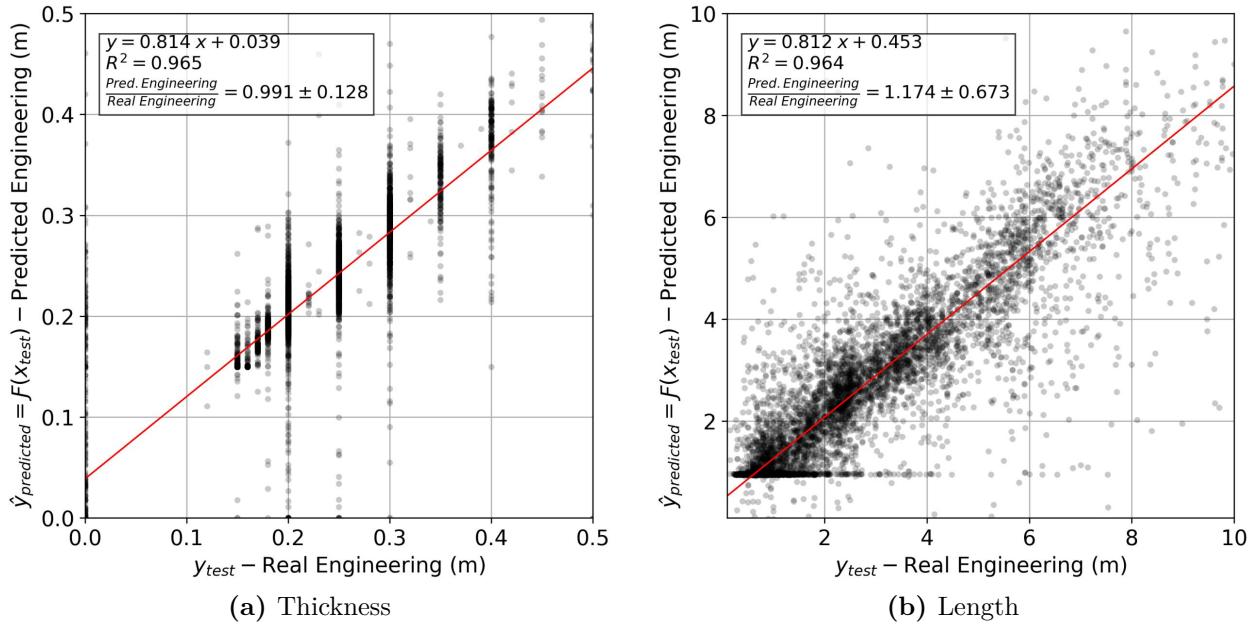 y = 0.814 x + 0.039
R² = 0.965
Pred. Engineering / Real Engineering = 0.991 ± 0.128
ŷpredicted = F(xtest) − Predicted Engineering (m)
0.5
0.4
0.3
0.2
0.1
0.0
0.0 0.1 0.2 0.3 0.4 0.5
ytest − Real Engineering (m)
(a) Thickness
y = 0.812 x + 0.453
R² = 0.964
Pred. Engineering / Real Engineering = 1.174 ± 0.673
ŷpredicted = F(xtest) − Predicted Engineering (m)
10
8
6
4
2
2 4 6 8 10
ytest − Real Engineering (m)
(b) Length